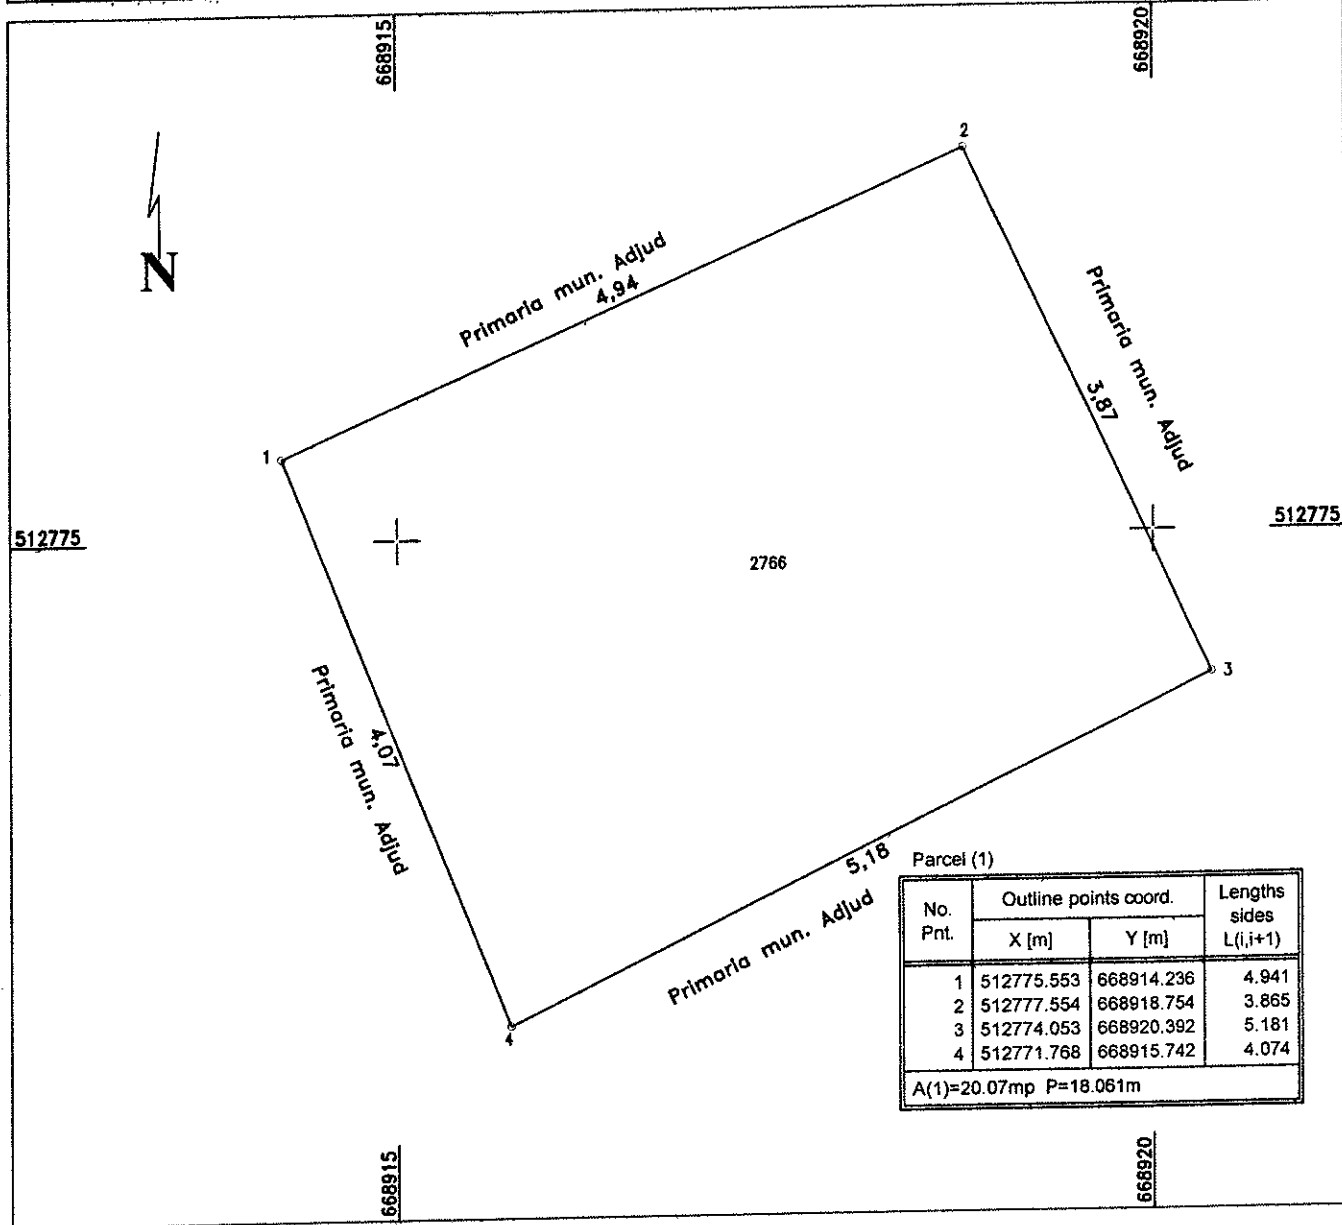 668915
668920
2
N
Primaria mun. Adjud
4,94
Primaria mun. Adjud
3,87
1
512775
512775
2766
3
Primaria mun. Adjud
4,07
5,18
Primaria mun. Adjud
4
Parcel (1)
No. Pnt.
Outline points coord.
Lengths sides L(i,i+1)
X [m] Y [m]
1 512775.553 668914.236 4.941
2 512777.554 668918.754 3.865
3 512774.053 668920.392 5.181
4 512771.768 668915.742 4.074
A(1)=20.07mp P=18.061m
668915
668920